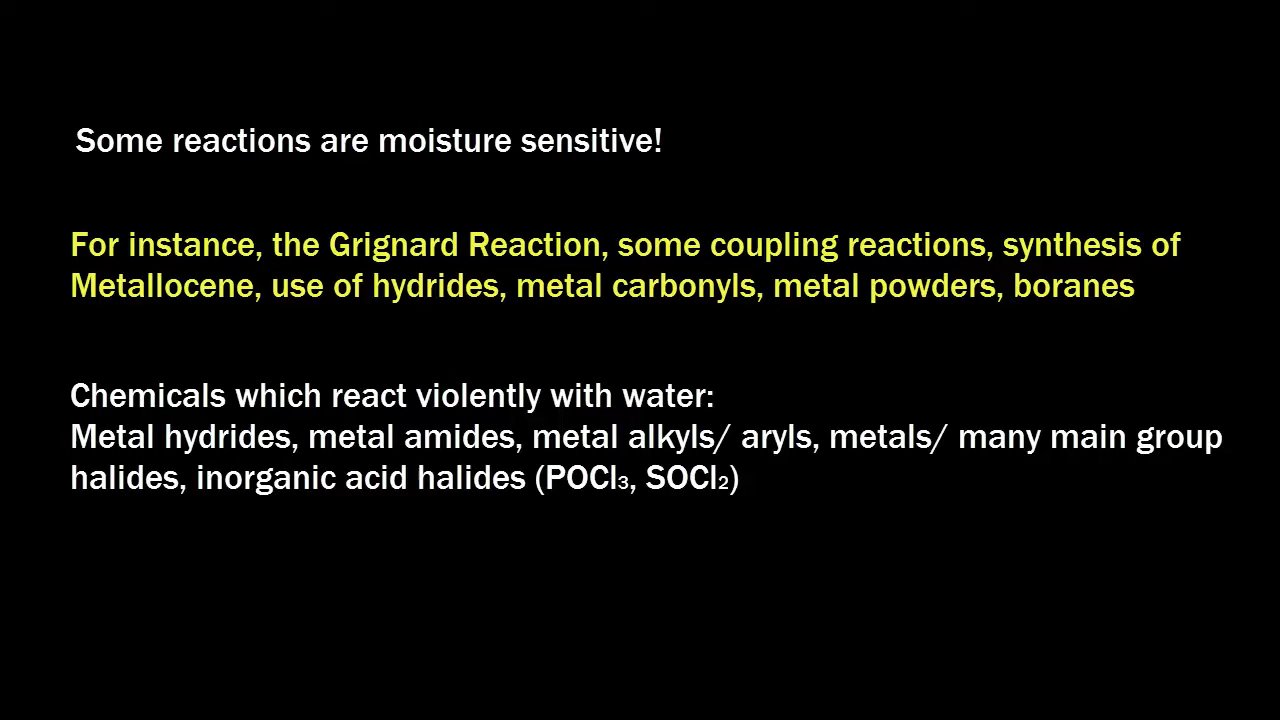 Some reactions are moisture sensitive!
For instance, the Grignard Reaction, some coupling reactions, synthesis of
Metallocene, use of hydrides, metal carbonyls, metal powders, boranes
Chemicals which react violently with water:
Metal hydrides, metal amides, metal alkyls/ aryls, metals/ many main group
halides, inorganic acid halides (POCl₃, SOCl₂)